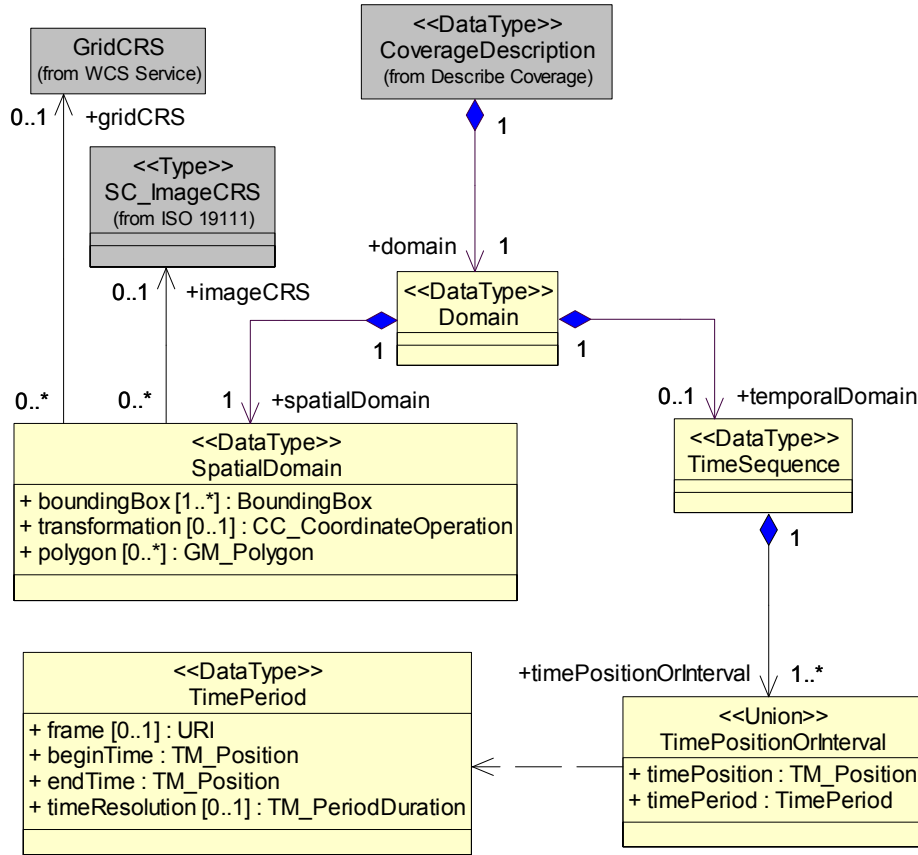 GridCRS
(from WCS Service)
<<DataType>>
CoverageDescription
(from Describe Coverage)
0..1
+gridCRS
1
<<Type>>
SC_ImageCRS
(from ISO 19111)
+domain
1
0..1
+imageCRS
<<DataType>>
Domain
1
1
0..*
0..*
1
+spatialDomain
0..1
+temporalDomain
<<DataType>>
SpatialDomain
+ boundingBox [1..*] : BoundingBox
+ transformation [0..1] : CC_CoordinateOperation
+ polygon [0..*] : GM_Polygon
<<DataType>>
TimeSequence
1
+timePositionOrInterval
1..*
<<DataType>>
TimePeriod
+ frame [0..1] : URI
+ beginTime : TM_Position
+ endTime : TM_Position
+ timeResolution [0..1] : TM_PeriodDuration
<<Union>>
TimePositionOrInterval
+ timePosition : TM_Position
+ timePeriod : TimePeriod